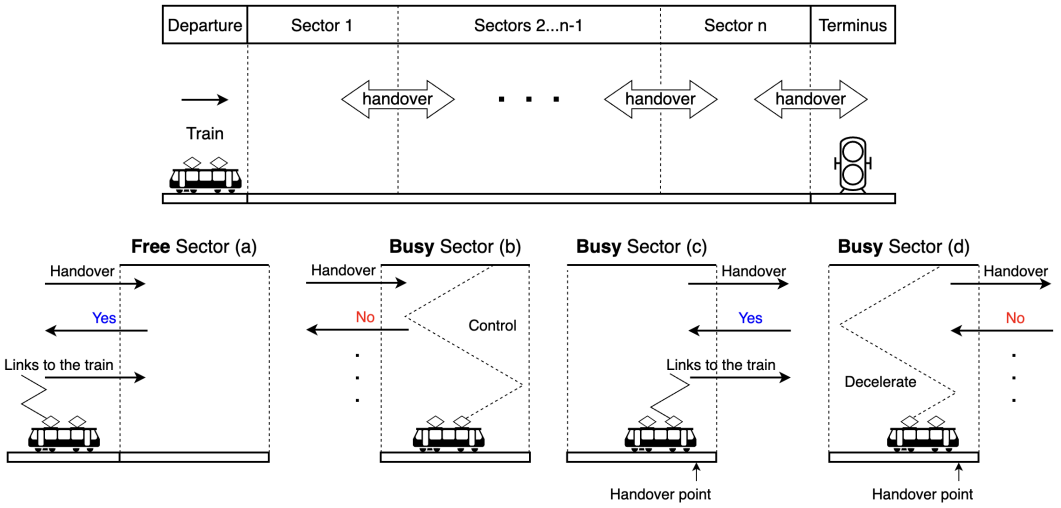 Departure
Sector 1
Sectors 2...n-1
Sector n
Terminus
handover
. . .
handover
handover
Train
Free Sector (a)
Handover
Yes
Links to the train
Busy Sector (b)
Handover
No
Control
Busy Sector (c)
Handover
Yes
Links to the train
Handover point
Busy Sector (d)
Handover
No
Decelerate
Handover point